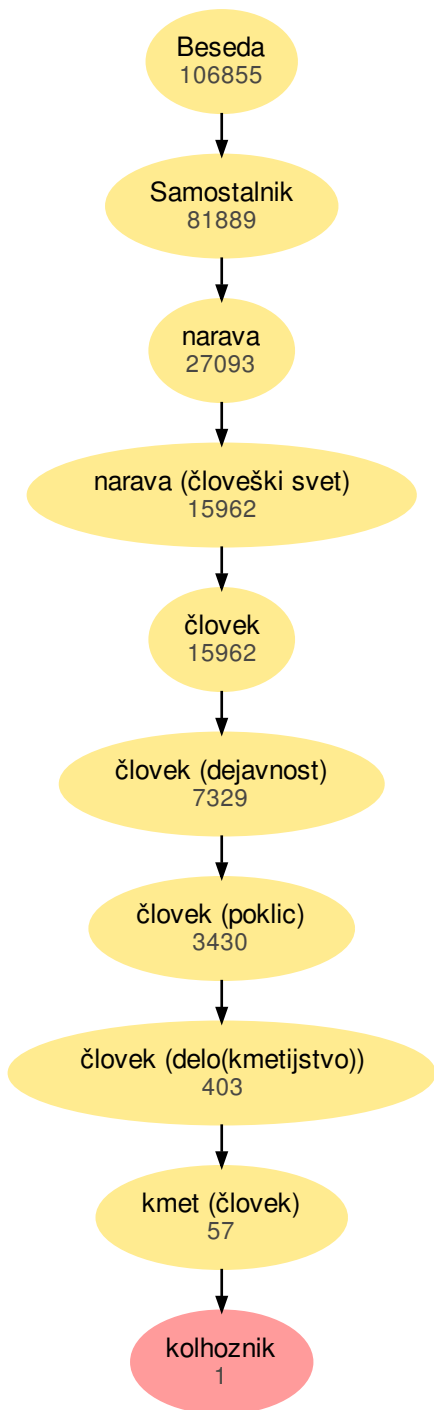 Beseda
106855
Samostalnik
81889
narava
27093
narava (človeški svet)
15962
človek
15962
človek (dejavnost)
7329
človek (poklic)
3430
človek (delo(kmetijstvo))
403
kmet (človek)
57
kolhoznik
1